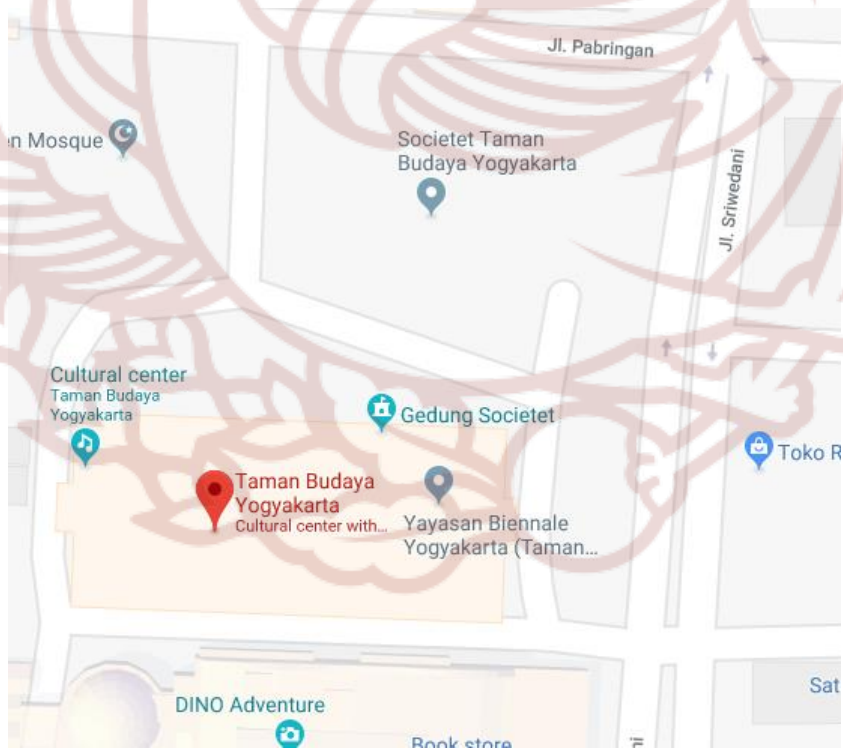 Jl. Pabringan
n Mosque
Societet Taman
Budaya Yogyakarta
Jl. Sriwedani
Cultural center
Taman Budaya
Yogyakarta
Gedung Societet
Toko R
Taman Budaya
Yogyakarta
Cultural center with...
Yayasan Biennale
Yogyakarta (Taman...
Sat
DINO Adventure
Book store
ni